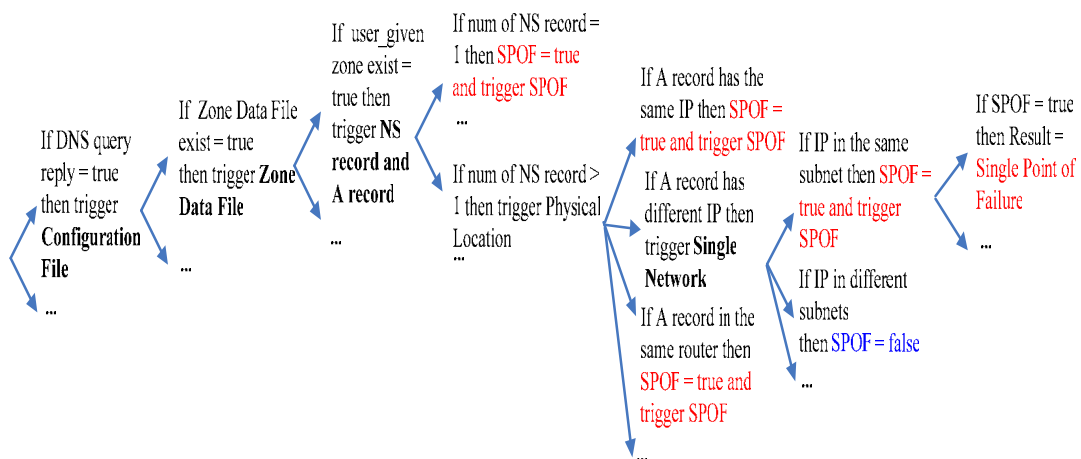 If DNS query
reply = true
then trigger
Configuration
File
...
If Zone Data File
exist = true
then trigger Zone
Data File
...
If user_given
zone exist =
true then
trigger NS
record and
A record
...
If num of NS record =
1 then SPOF = true
and trigger SPOF
...
If num of NS record >
1 then trigger Physical
Location
...
If A record has the
same IP then SPOF =
true and trigger SPOF
If A record has
different IP then
trigger Single
Network
If A record in the
same router then
SPOF = true and
trigger SPOF
...
If IP in the same
subnet then SPOF =
true and trigger
SPOF
If IP in different
subnets
then SPOF = false
...
If SPOF = true
then Result =
Single Point of
Failure
...